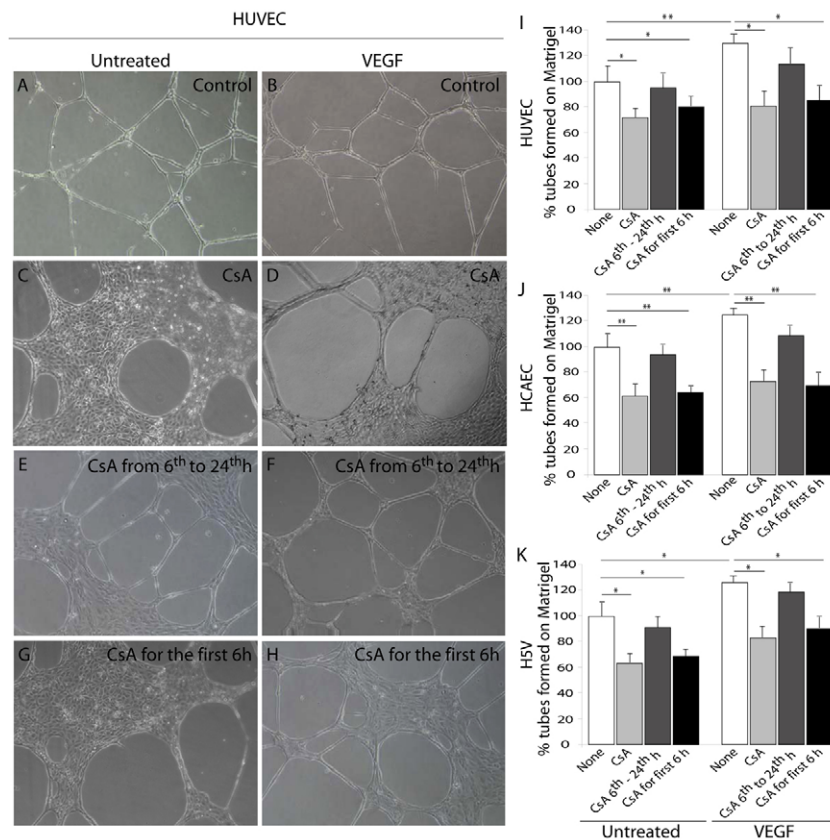 HUVEC
Untreated
VEGF
A Control
B Control
C CsA
D CsA
E CsA from 6th to 24th h
F CsA from 6th to 24th h
G CsA for the first 6h
H CsA for the first 6h
I
HUVEC
% tubes formed on Matrigel
140
120
100
80
60
40
20
0
** * * * *
None
CsA
CsA 6th - 24th h
CsA for first 6 h
None
CsA
CsA 6th to 24th h
CsA for first 6 h
J
HCAEC
% tubes formed on Matrigel
140
120
100
80
60
40
20
0
** ** ** ** **
None
CsA
CsA 6th - 24th h
CsA for first 6 h
None
CsA
CsA 6th to 24th h
CsA for first 6 h
K
H5V
% tubes formed on Matrigel
140
120
100
80
60
40
20
0
* * * * *
None
CsA
CsA 6th - 24th h
CsA for first 6 h
None
CsA
CsA 6th to 24th h
CsA for first 6 h
Untreated
VEGF